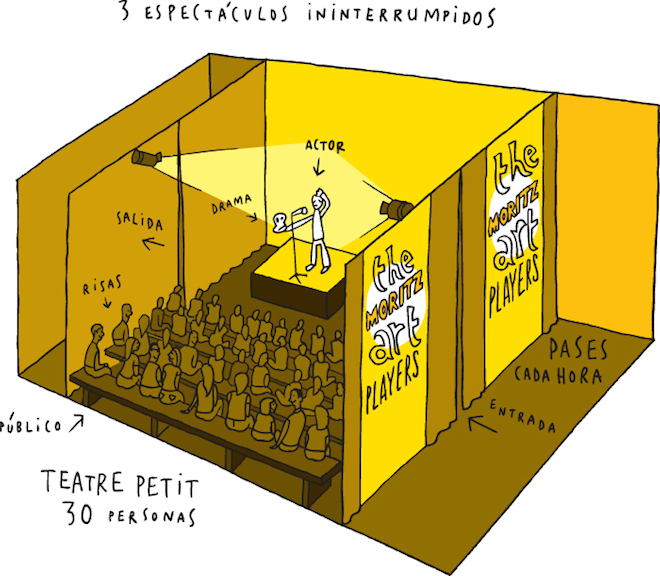 3 ESPECTÁCULOS ININTERRUMPIDOS
ACTOR
DRAMA
SALIDA
RISAS
the
MORITZ
art
PLAYERS
the
MORITZ
art
PLAYERS
PASES
CADA HORA
ENTRADA
PÚBLICO
TEATRE PETIT
30 PERSONAS